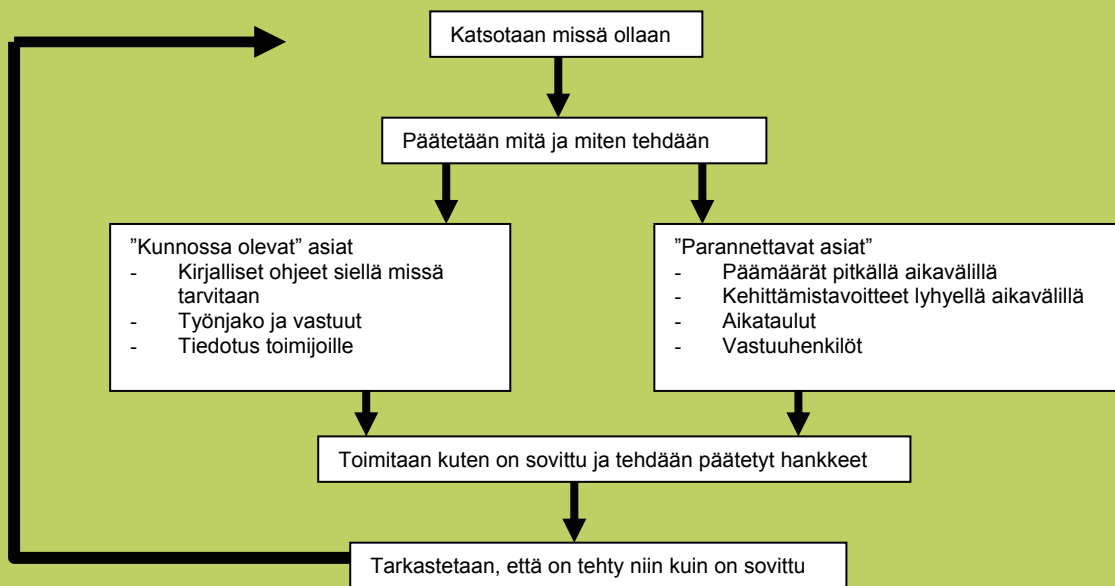 Katsotaan missä ollaan
Päätetään mitä ja miten tehdään
”Kunnossa olevat” asiat
- Kirjalliset ohjeet siellä missä
tarvitaan
- Työnjako ja vastuut
- Tiedotus toimijoille
”Parannettavat asiat”
- Päämäärät pitkällä aikavälillä
- Kehittämistavoitteet lyhyellä aikavälillä
- Aikataulut
- Vastuuhenkilöt
Toimitaan kuten on sovittu ja tehdään päätetyt hankkeet
Tarkastetaan, että on tehty niin kuin on sovittu